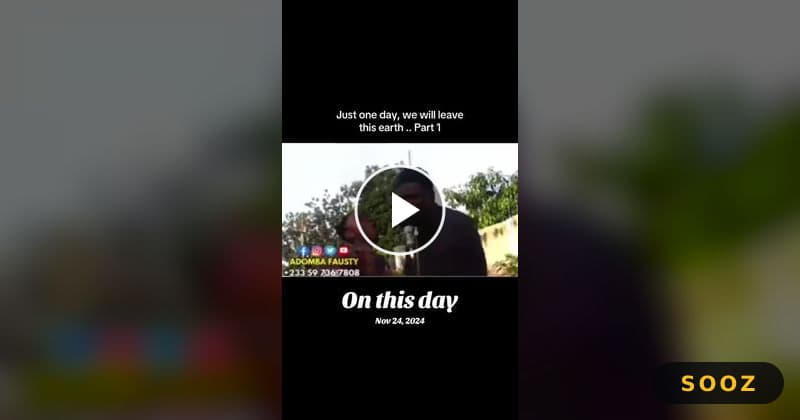 Just one day, we will leave
this earth .. Part 1
ADOMBA FAUSTY
+233 59 736 7808
On this day
Nov 24, 2024
SOOZ